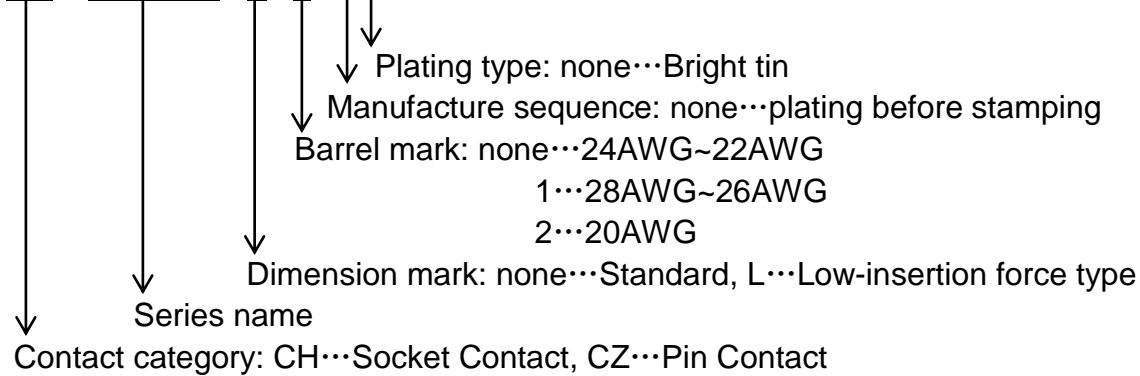 Plating type: none⋯Bright tin
Manufacture sequence: none⋯plating before stamping
Barrel mark: none⋯24AWG~22AWG
1⋯28AWG~26AWG
2⋯20AWG
Dimension mark: none⋯Standard, L⋯Low-insertion force type
Series name
Contact category: CH⋯Socket Contact, CZ⋯Pin Contact